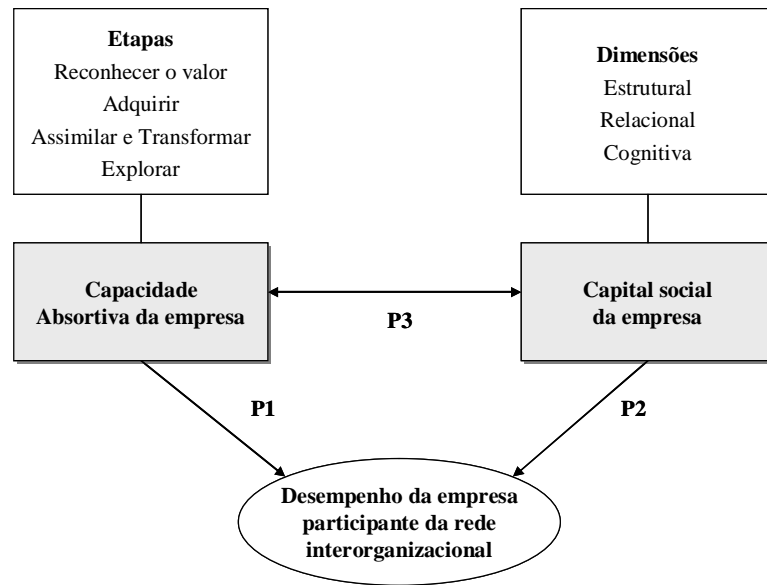 Etapas
Reconhecer o valor
Adquirir
Assimilar e Transformar
Explorar
Dimensões
Estrutural
Relacional
Cognitiva
Capacidade
Absortiva da empresa
P3
Capital social
da empresa
P1
P2
Desempenho da empresa
participante da rede
interorganizacional